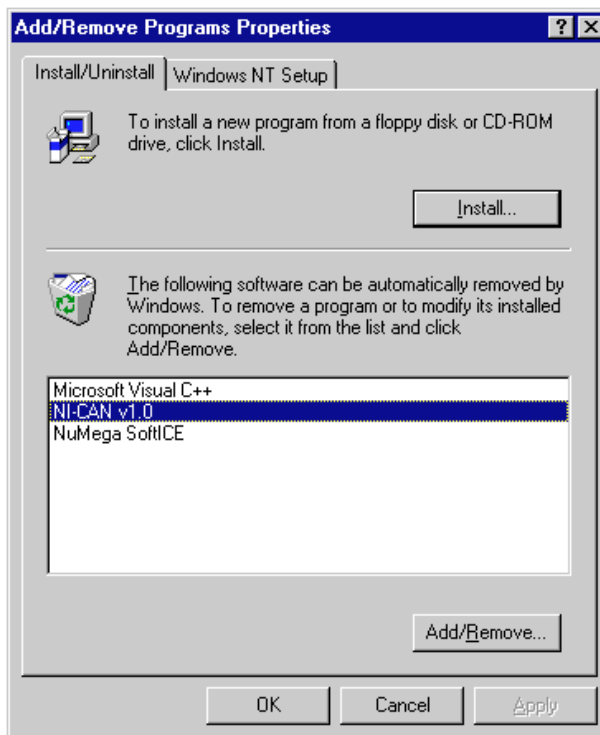 Add/Remove Programs Properties
Install/Uninstall
Windows NT Setup
To install a new program from a floppy disk or CD-ROM
drive, click Install.
Install...
The following software can be automatically removed by
Windows. To remove a program or to modify its installed
components, select it from the list and click
Add/Remove.
Microsoft Visual C++
NI-CAN v1.0
NuMega SoftICE
Add/Remove...
OK
Cancel
Apply